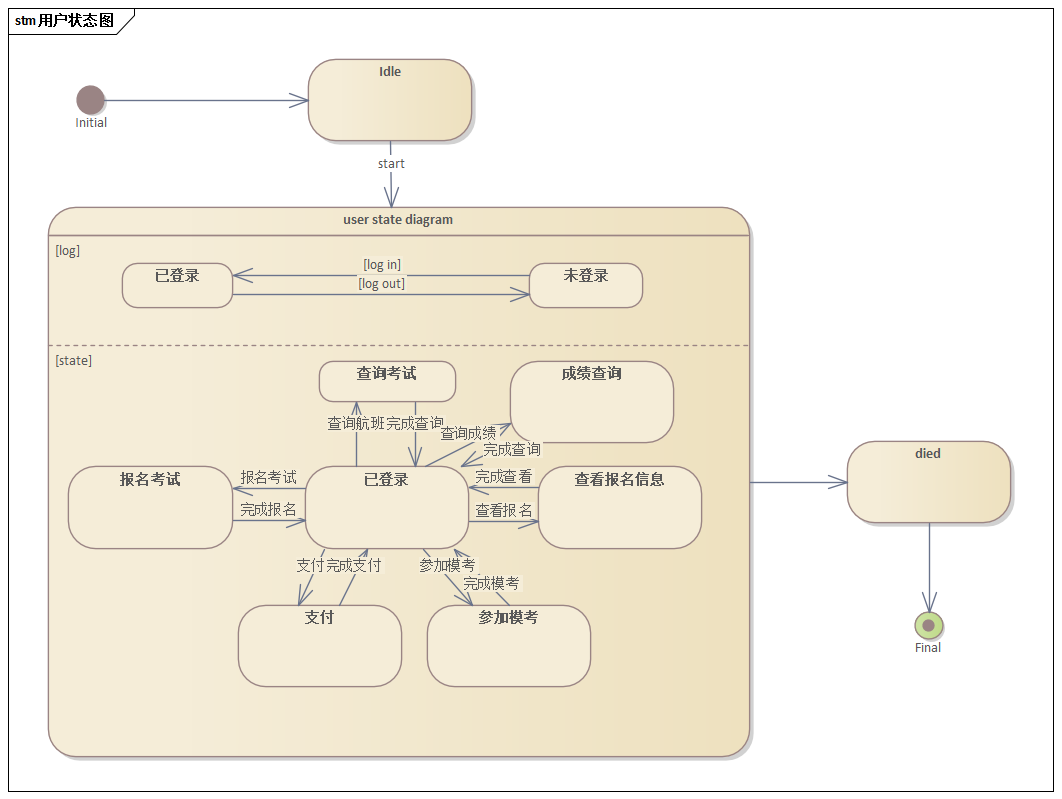 stm 用户状态图
Idle
Initial
start
user state diagram
[log]
已登录
[log in]
未登录
[log out]
[state]
查询考试
成绩查询
查询航班
完成查询
查询成绩
完成查询
报名考试
报名考试
已登录
完成查看
查看报名信息
died
完成报名
查看报名
支付
完成支付
参加模考
完成模考
支付
参加模考
Final